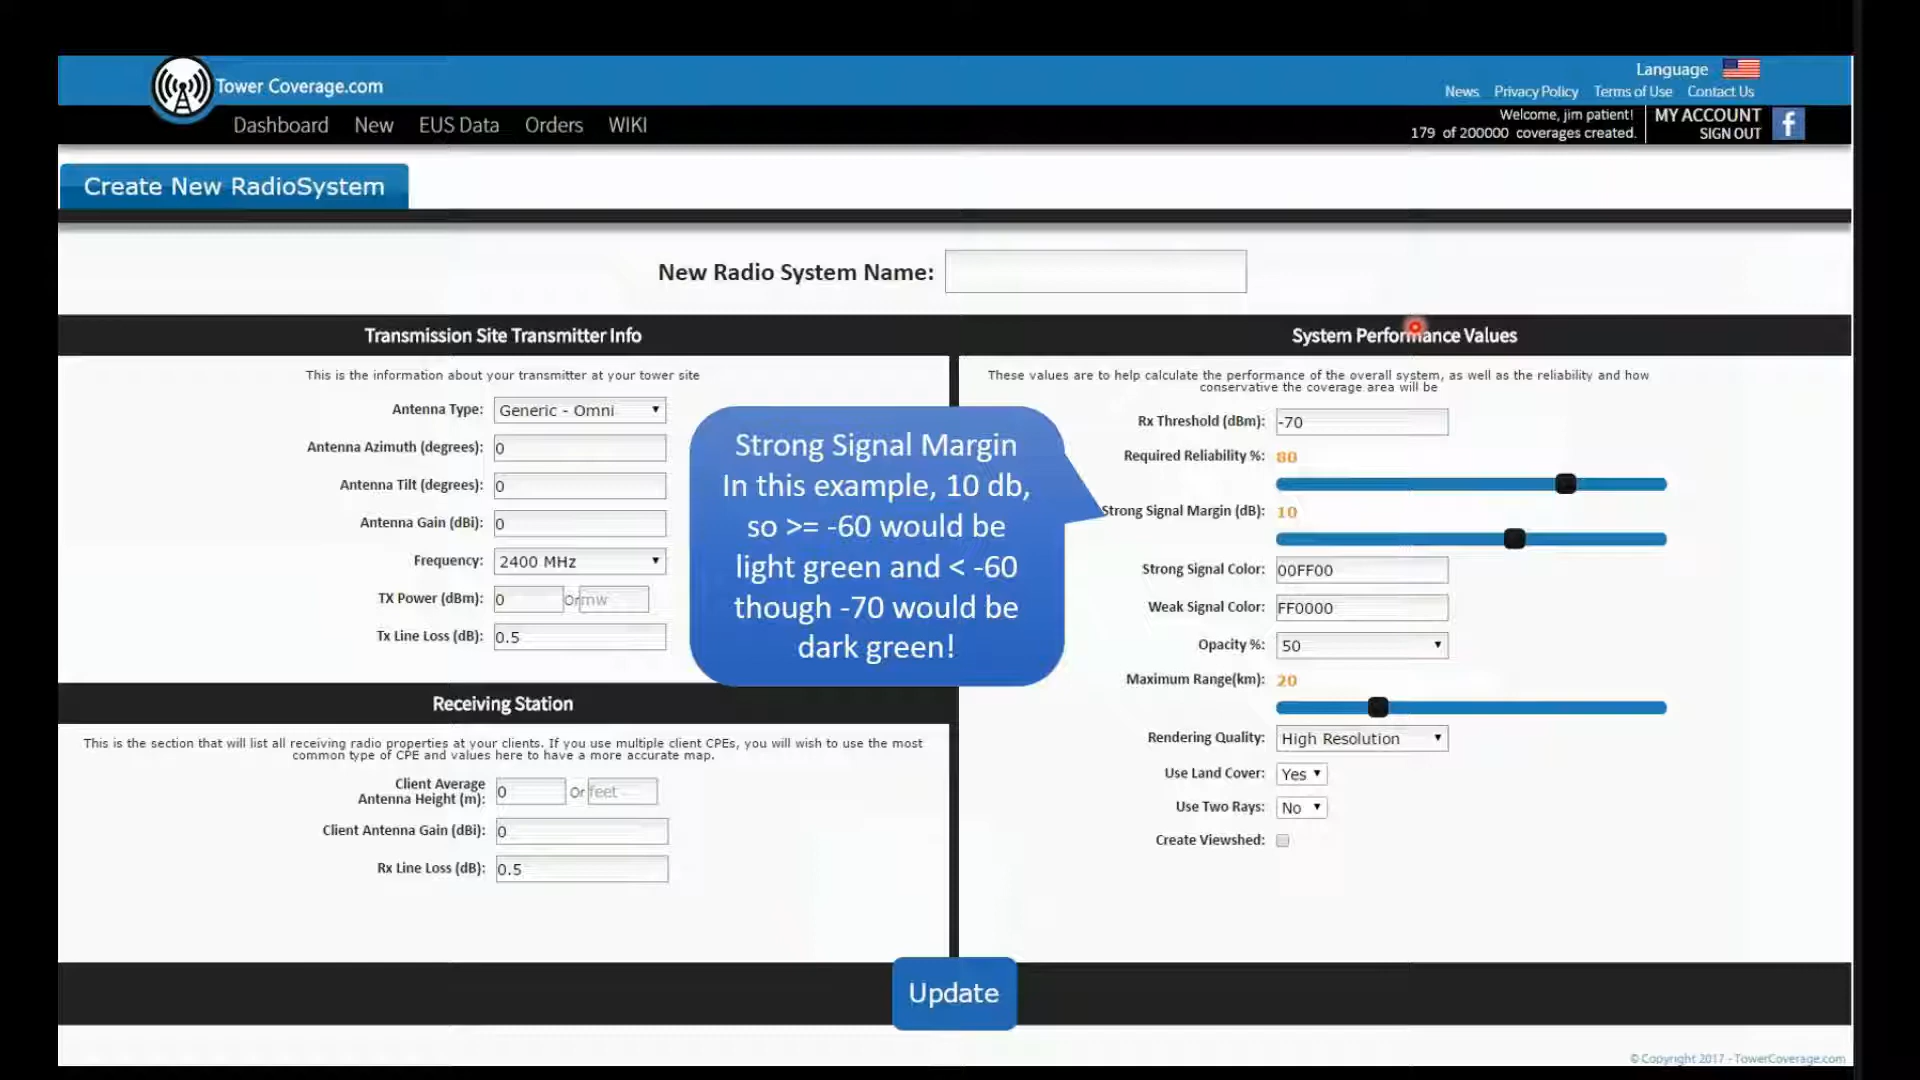 Tower Coverage.com
Language
News Privacy Policy Terms of Use Contact Us
Dashboard New EUS Data Orders WIKI
Welcome, jim patient!
179 of 200000 coverages created.
MY ACCOUNT
SIGN OUT
f
Create New RadioSystem
New Radio System Name:
Transmission Site Transmitter Info
This is the information about your transmitter at your tower site
Antenna Type: Generic - Omni
Antenna Azimuth (degrees): 0
Antenna Tilt (degrees): 0
Antenna Gain (dBi): 0
Frequency: 2400 MHz
TX Power (dBm): 0 Or mw
Tx Line Loss (dB): 0.5
Strong Signal Margin
In this example, 10 db,
so >= -60 would be
light green and < -60
though -70 would be
dark green!
Receiving Station
This is the section that will list all receiving radio properties at your clients. If you use multiple client CPEs, you will wish to use the most
common type of CPE and values here to have a more accurate map.
Client Average
Antenna Height (m): 0 Or feet
Client Antenna Gain (dBi): 0
Rx Line Loss (dB): 0.5
System Performance Values
These values are to help calculate the performance of the overall system, as well as the reliability and how
conservative the coverage area will be
Rx Threshold (dBm): -70
Required Reliability %: 80
Strong Signal Margin (dB): 10
Strong Signal Color: 00FF00
Weak Signal Color: FF0000
Opacity %: 50
Maximum Range(km): 20
Rendering Quality: High Resolution
Use Land Cover: Yes
Use Two Rays: No
Create Viewshed:
Update
© Copyright 2017 - TowerCoverage.com